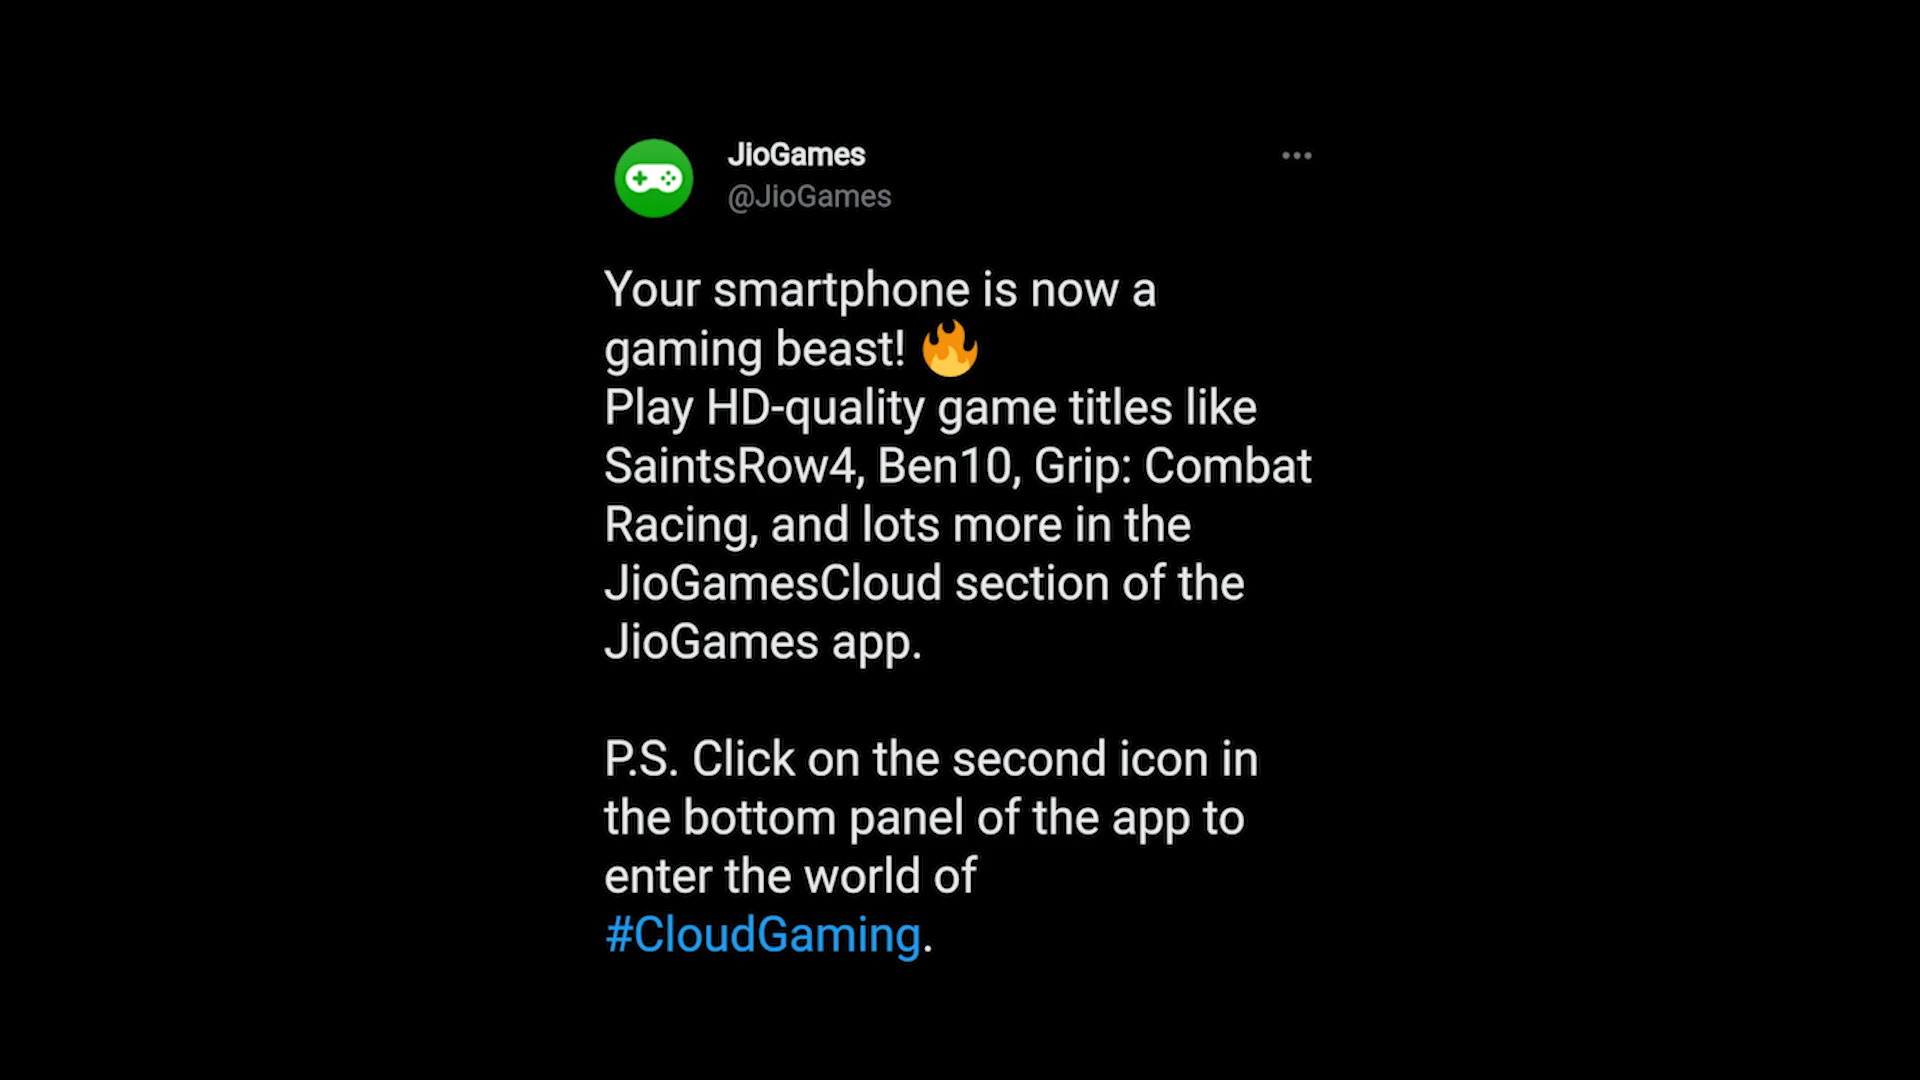 JioGames
@JioGames
Your smartphone is now a
gaming beast! 🔥
Play HD-quality game titles like
SaintsRow4, Ben10, Grip: Combat
Racing, and lots more in the
JioGamesCloud section of the
JioGames app.
P.S. Click on the second icon in
the bottom panel of the app to
enter the world of
#CloudGaming.